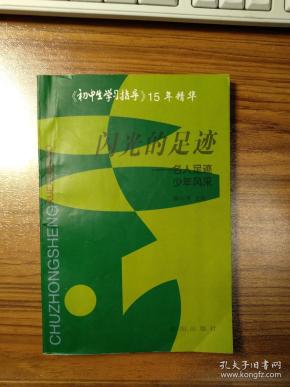 《初中生学习指导》15年精华
闪光的足迹
——名人足迹
少年风采
CHUZHONGSHENG
孔夫子旧书网